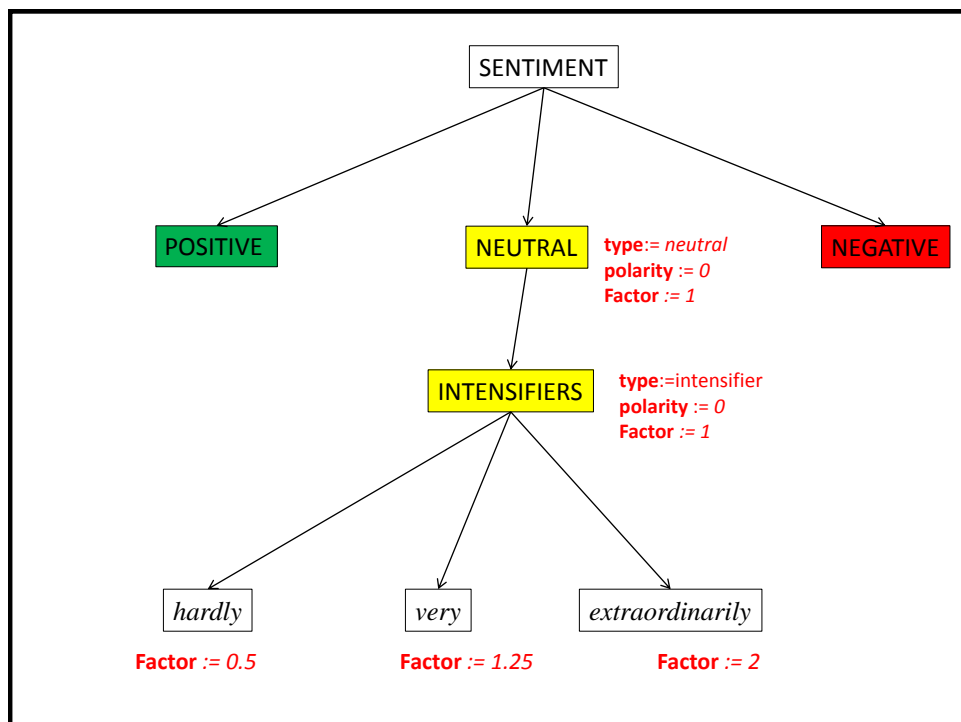 SENTIMENT
POSITIVE
NEUTRAL
type:= neutral
polarity := 0
Factor := 1
NEGATIVE
INTENSIFIERS
type:=intensifier
polarity := 0
Factor := 1
hardly
very
extraordinarily
Factor := 0.5
Factor := 1.25
Factor := 2